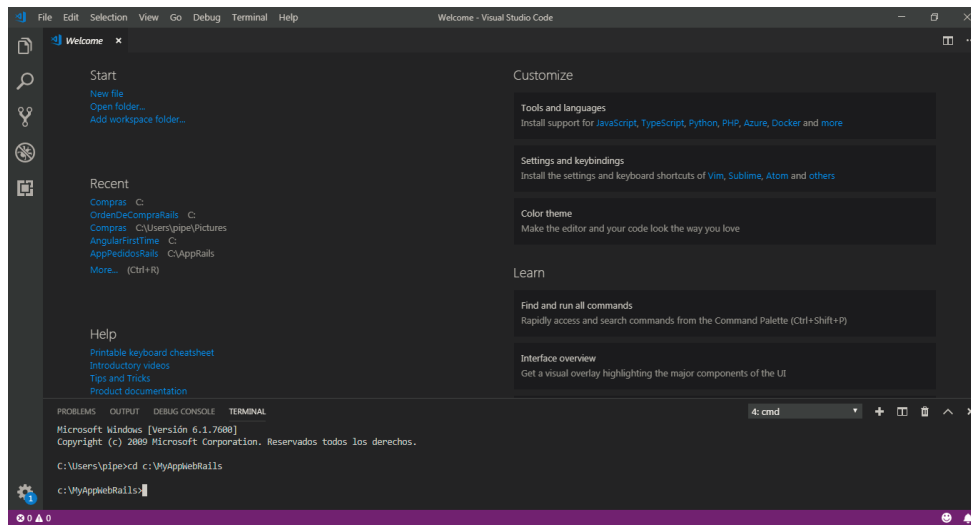 File Edit Selection View Go Debug Terminal Help
Welcome - Visual Studio Code
Welcome
Start
New file
Open folder...
Add workspace folder...
Recent
Compras C:
OrdenDeCompraRails C:
Compras C:\Users\pipe\Pictures
AngularFirstTime C:
AppPedidosRails C:\AppRails
More... (Ctrl+R)
Help
Printable keyboard cheatsheet
Introductory videos
Tips and Tricks
Product documentation
Customize
Tools and languages
Install support for JavaScript, TypeScript, Python, PHP, Azure, Docker and more
Settings and keybindings
Install the settings and keyboard shortcuts of Vim, Sublime, Atom and others
Color theme
Make the editor and your code look the way you love
Learn
Find and run all commands
Rapidly access and search commands from the Command Palette (Ctrl+Shift+P)
Interface overview
Get a visual overlay highlighting the major components of the UI
PROBLEMS OUTPUT DEBUG CONSOLE TERMINAL
4: cmd
Microsoft Windows [Versión 6.1.7600]
Copyright (c) 2009 Microsoft Corporation. Reservados todos los derechos.
C:\Users\pipe>cd c:\MyAppWebRails
c:\MyAppWebRails>
1
0 0